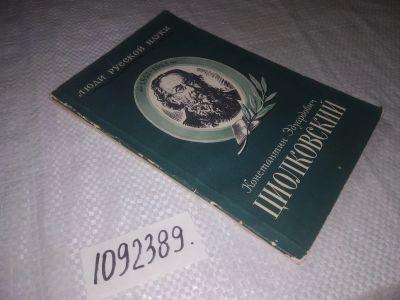 ЛЮДИ РУССКОЙ НАУКИ
Константин Эдуардович
ЦИОЛКОВСКИЙ
1092389.